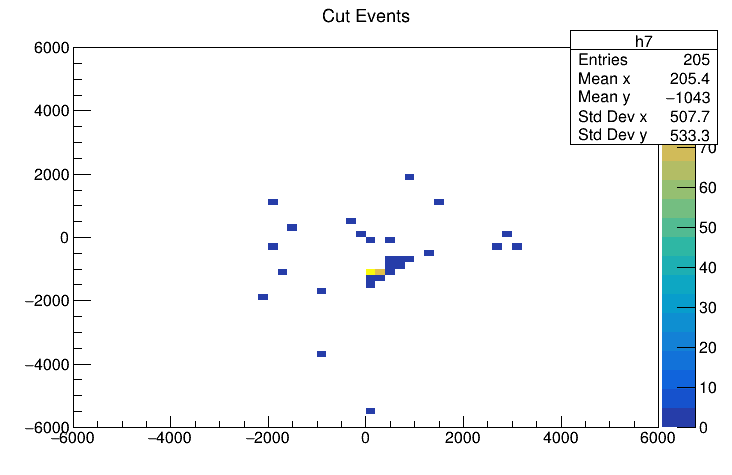 Cut Events
h7
Entries 205
Mean x 205.4
Mean y −1043
Std Dev x 507.7
Std Dev y 533.3
6000
4000
2000
0
−2000
−4000
−6000
−6000 −4000 −2000 0 2000 4000 6000
70
60
50
40
30
20
10
0